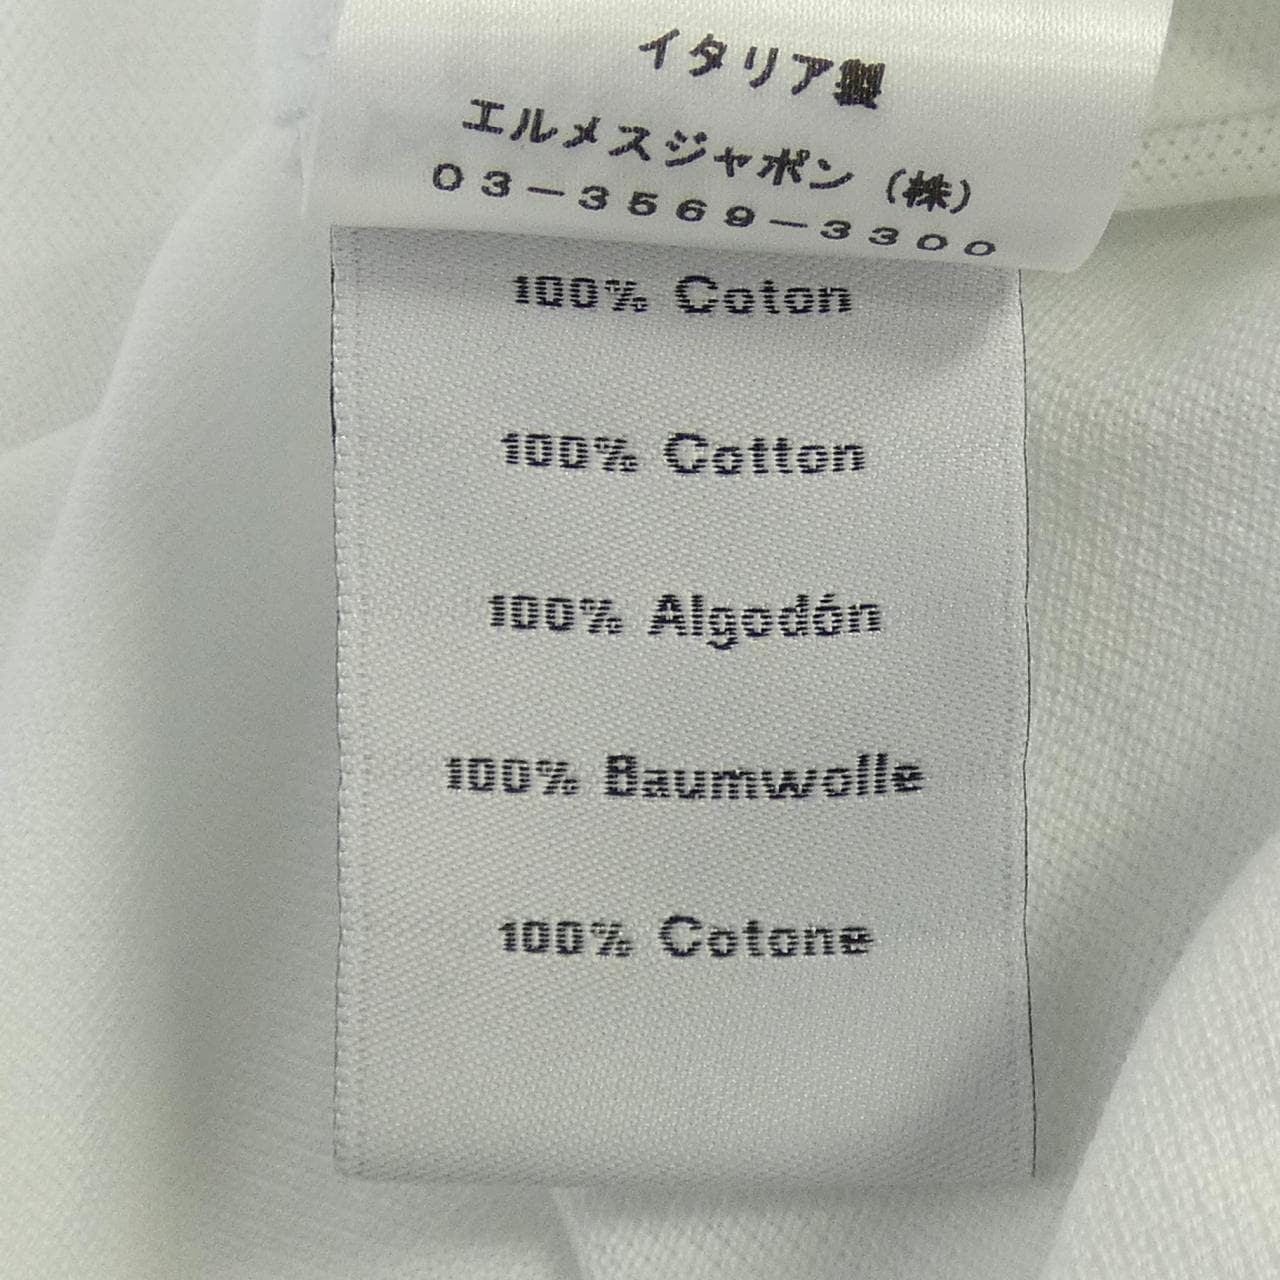 イタリア製
エルメスジャポン（株）
03-3569-3300
100% Coton
100% Cotton
100% Algodón
100% Baumwolle
100% Cotone